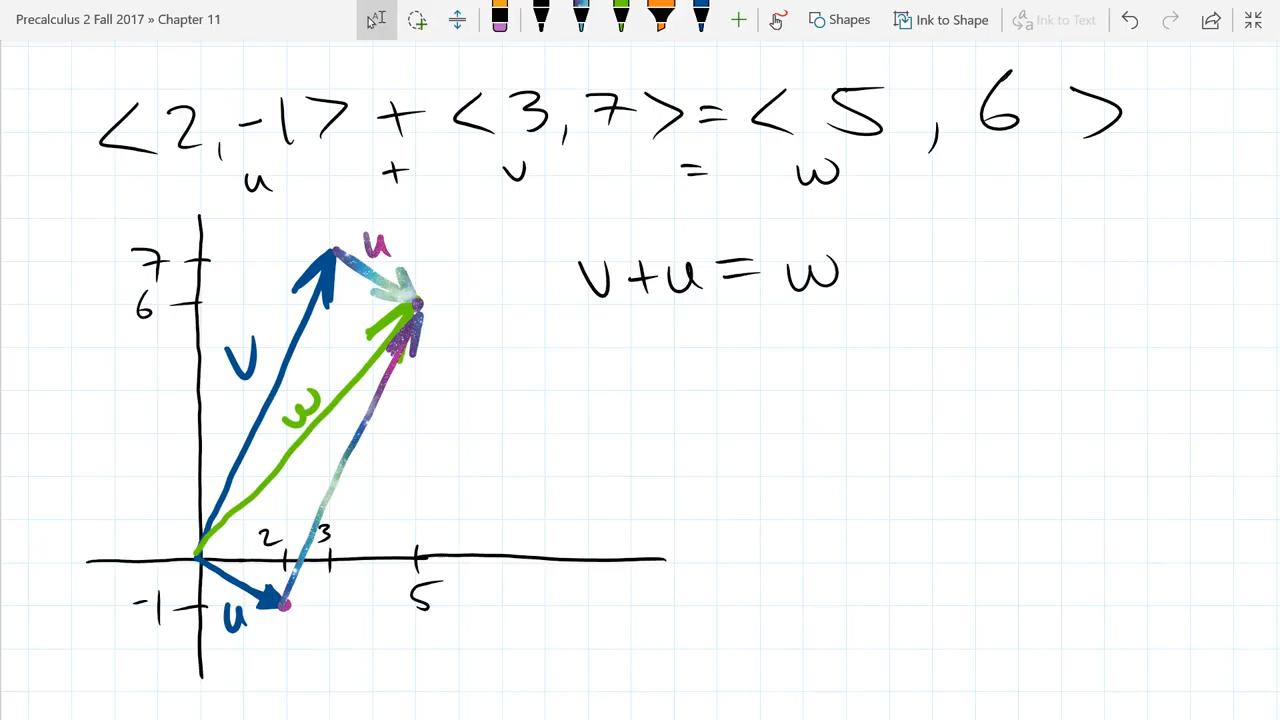 Precalculus 2 Fall 2017 » Chapter 11
Shapes
Ink to Shape
Ink to Text
< 2, -1 > + < 3, 7 > = < 5 , 6 >
u + v = w
v + u = w
u
7
6
v
w
2 3
-1
5
u